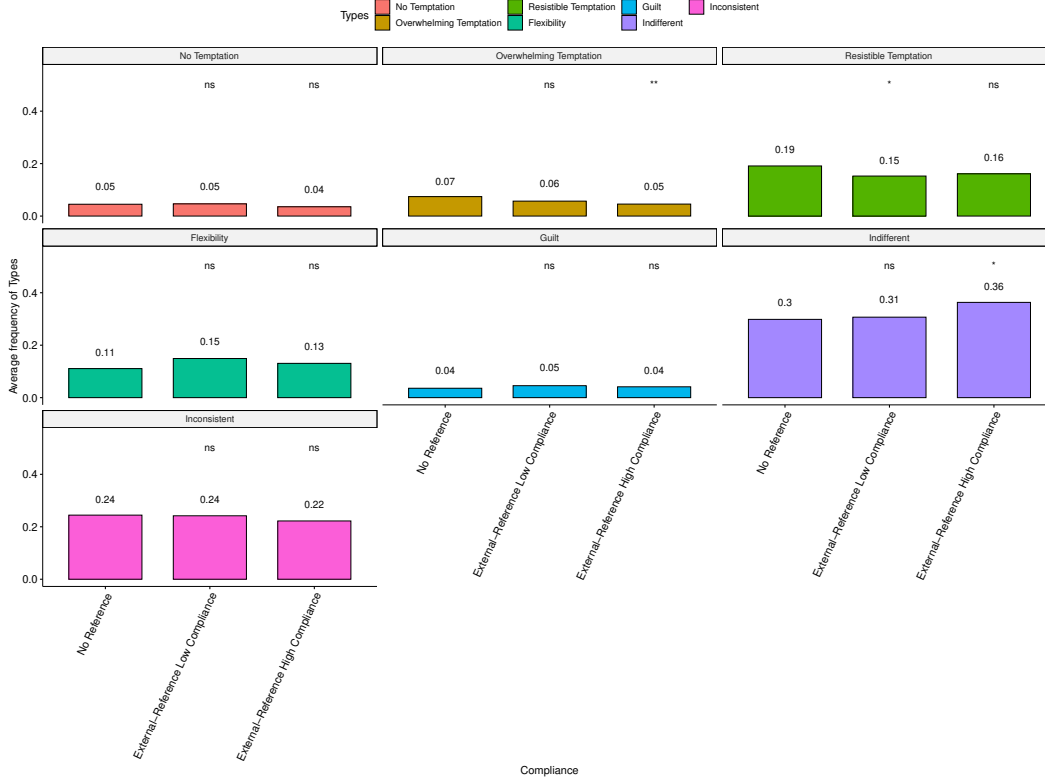 Types
No Temptation
Resistible Temptation
Guilt
Inconsistent
Overwhelming Temptation
Flexibility
Indifferent
Average frequency of Types
No Temptation
Overwhelming Temptation
Resistible Temptation
ns ns
ns **
* ns
0.4
0.2
0.0
0.05 0.05 0.04
0.07 0.06 0.05
0.19 0.15 0.16
Flexibility
Guilt
Indifferent
ns ns
ns ns
ns *
0.4
0.2
0.0
0.11 0.15 0.13
0.04 0.05 0.04
0.3 0.31 0.36
No Reference
External-Reference Low Compliance
External-Reference High Compliance
No Reference
External-Reference Low Compliance
External-Reference High Compliance
Inconsistent
ns ns
0.4
0.2
0.0
0.24 0.24 0.22
No Reference
External-Reference Low Compliance
External-Reference High Compliance
Compliance